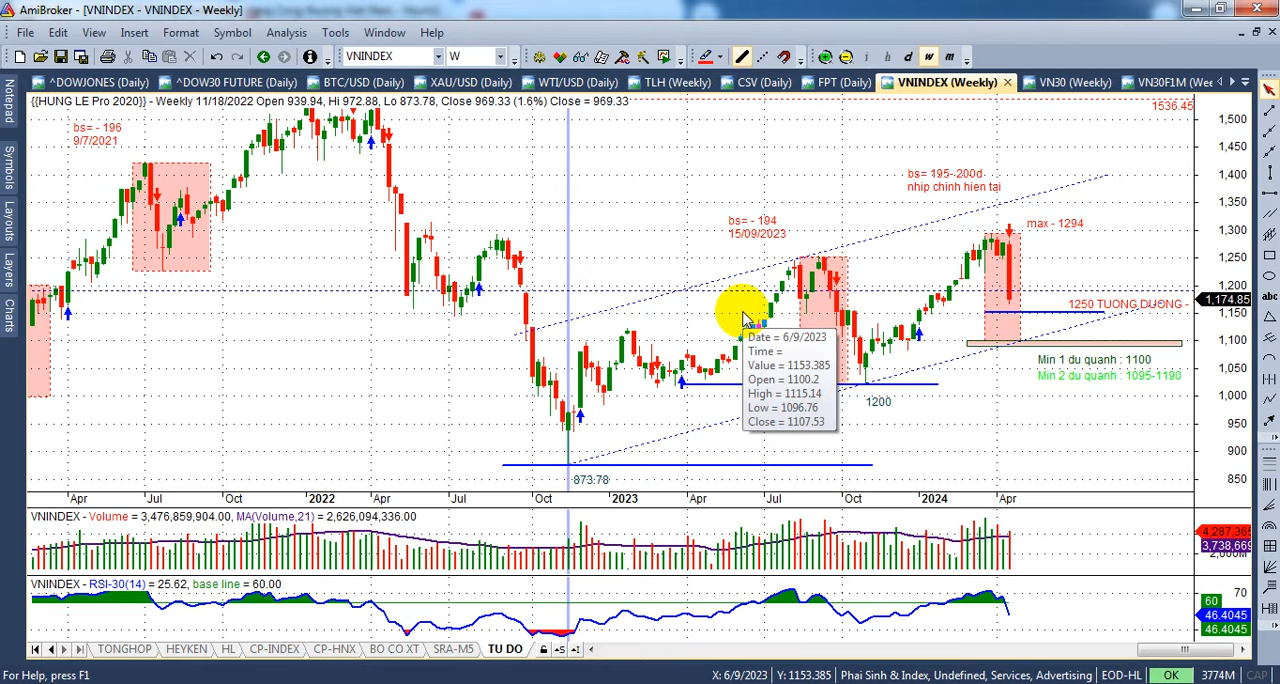 AmiBroker - [VNINDEX - VNINDEX - Weekly]
File Edit View Insert Format Symbol Analysis Tools Window Help
VNINDEX W i h d w m
^DOWJONES (Daily) ^DOW30 FUTURE (Daily) BTC/USD (Daily) XAU/USD (Daily) WTI/USD (Daily) TLH (Weekly) CSV (Daily) FPT (Daily) VNINDEX (Weekly) VN30 (Weekly) VN30F1M (Wee
Notepad
Symbols
Layouts
Layers
Charts
{{HUNG LE Pro 2020}} - Weekly 11/18/2022 Open 939.94, Hi 972.88, Lo 873.78, Close 969.33 (1.6%) Close = 969.33
1536.45
bs= - 196
9/7/2021
bs= 195-200d
nhip chinh hien tai
bs= - 194
15/09/2023
max - 1294
1250 TUONG DUONG -
Min 1 du quanh : 1100
Min 2 du quanh : 1095-1190
1200
873.78
Date = 6/9/2023
Time =
Value = 1153.385
Open = 1100.2
High = 1115.14
Low = 1096.76
Close = 1107.53
1,500
1,450
1,400
1,350
1,300
1,250
1,200
1,174.85
1,150
1,100
1,050
1,000
950
900
850
Apr Jul Oct 2022 Apr Jul Oct 2023 Apr Jul Oct 2024 Apr
VNINDEX - Volume = 3,476,859,904.00, MA(Volume,21) = 2,626,094,336.00
4,287,365
3,738,669
VNINDEX - RSI-30(14) = 25.62, base line = 60.00
70
60
46.4045
46.4045
TONGHOP HEYKEN HL CP-INDEX CP-HNX BO CO XT SRA-M5 TU DO
For Help, press F1 X: 6/9/2023 Y: 1153.385 Phai Sinh & Index, Undefined, Services, Advertising EOD-HL OK 3774M CAP